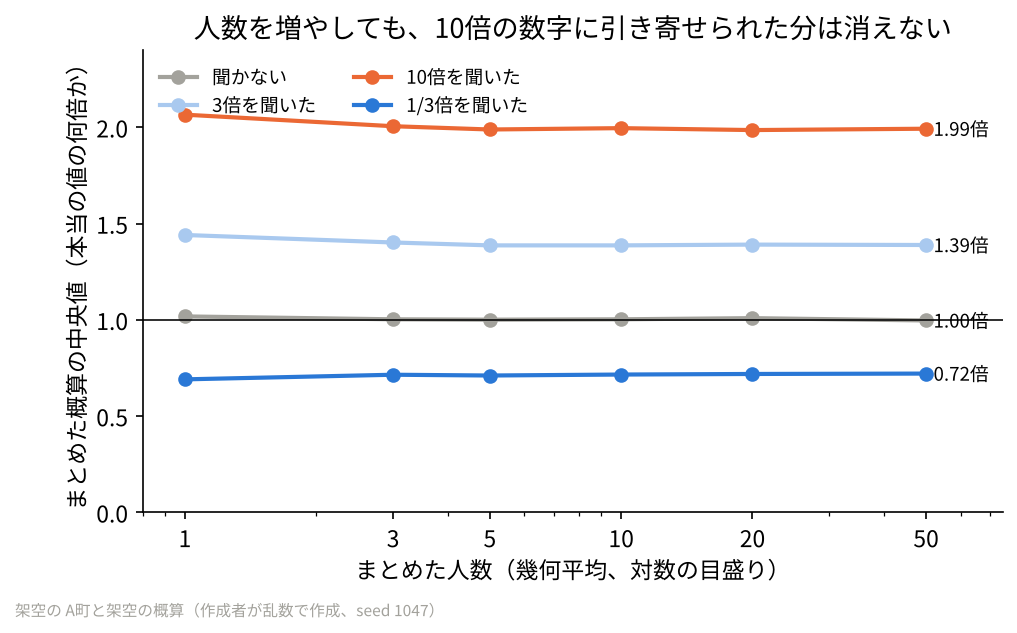 人数を増やしても、10倍の数字に引き寄せられた分は消えない
聞かない
3倍を聞いた
10倍を聞いた
1/3倍を聞いた
まとめた概算の中央値（本当の値の何倍か）
2.0
1.5
1.0
0.5
0.0
1.99倍
1.39倍
1.00倍
0.72倍
1 3 5 10 20 50
まとめた人数（幾何平均、対数の目盛り）
架空の A町と架空の概算（作成者が乱数で作成、seed 1047）